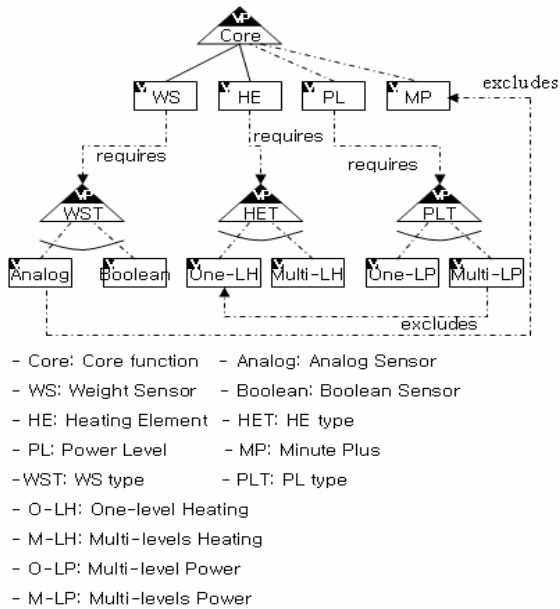 VP
Core
excludes
V WS
V HE
V PL
V MP
requires
requires
requires
VP
WST
VP
HET
VP
PLT
V Analog
V Boolean
V One-LH
V Multi-LH
V One-LP
V Multi-LP
excludes
- Core: Core function - Analog: Analog Sensor
- WS: Weight Sensor - Boolean: Boolean Sensor
- HE: Heating Element - HET: HE type
- PL: Power Level - MP: Minute Plus
-WST: WS type - PLT: PL type
- O-LH: One-level Heating
- M-LH: Multi-levels Heating
- O-LP: Multi-level Power
- M-LP: Multi-levels Power